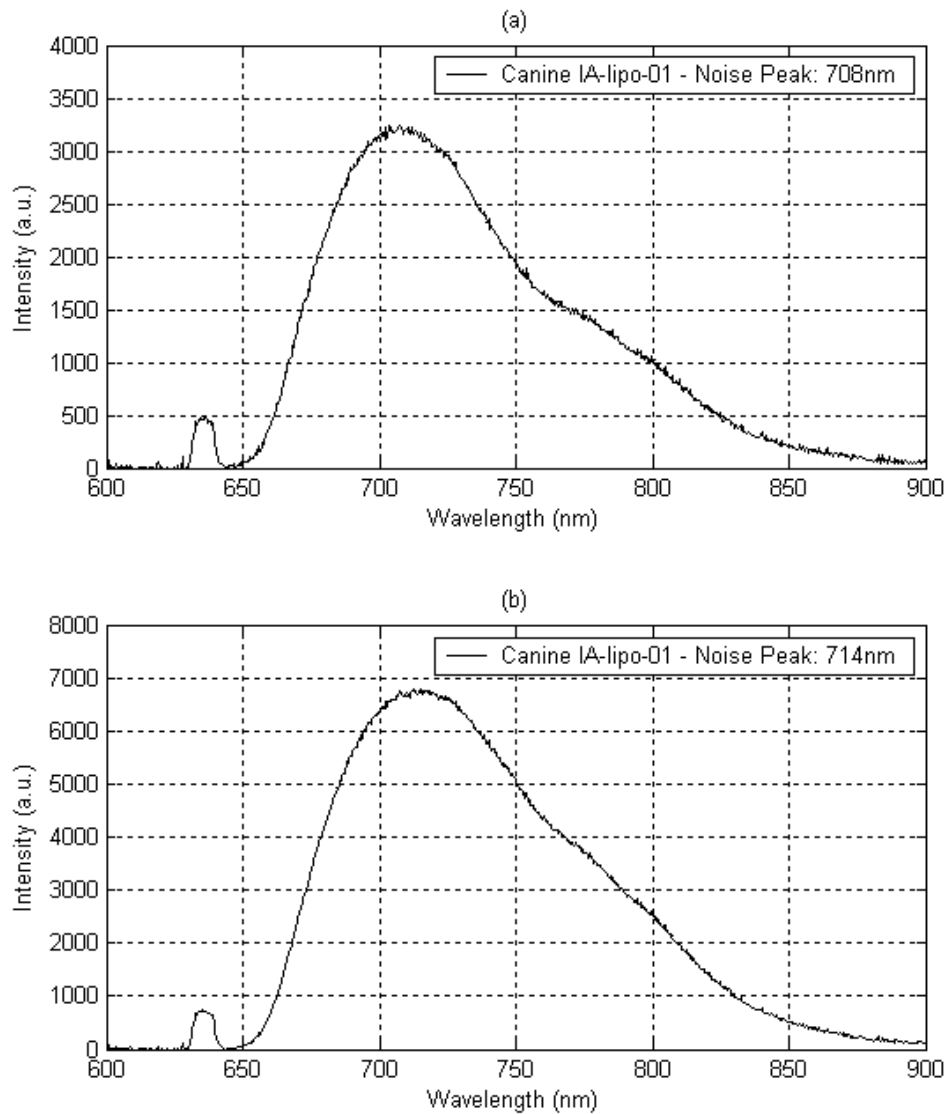 (a)
4000
3500
3000
2500
2000
1500
1000
500
0
Intensity (a.u.)
Canine IA-lipo-01 - Noise Peak: 708nm
600 650 700 750 800 850 900
Wavelength (nm)
(b)
8000
7000
6000
5000
4000
3000
2000
1000
0
Intensity (a.u.)
Canine IA-lipo-01 - Noise Peak: 714nm
600 650 700 750 800 850 900
Wavelength (nm)